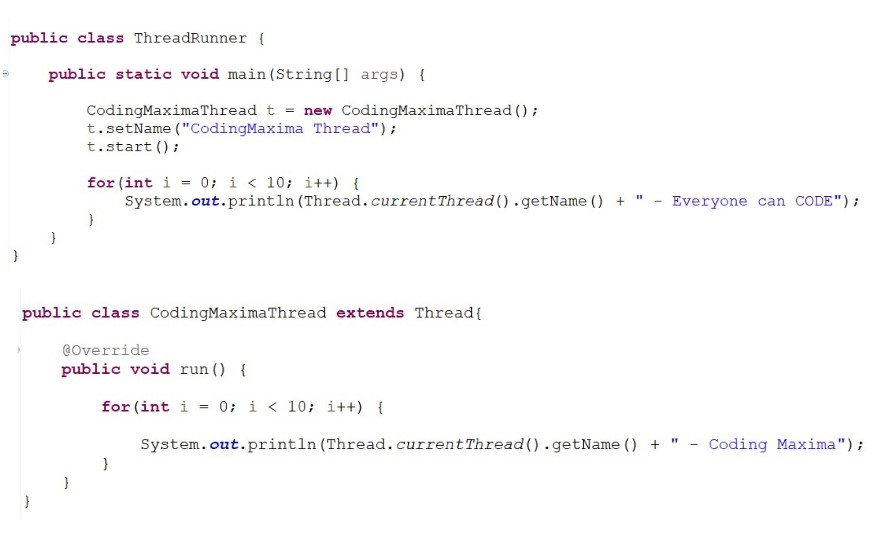 public class ThreadRunner {
public static void main(String[] args) {
CodingMaximaThread t = new CodingMaximaThread();
t.setName("CodingMaxima Thread");
t.start();
for(int i = 0; i < 10; i++) {
System.out.println(Thread.currentThread().getName() + " - Everyone can CODE");
}
}
}
public class CodingMaximaThread extends Thread{
@Override
public void run() {
for(int i = 0; i < 10; i++) {
System.out.println(Thread.currentThread().getName() + " - Coding Maxima");
}
}
}